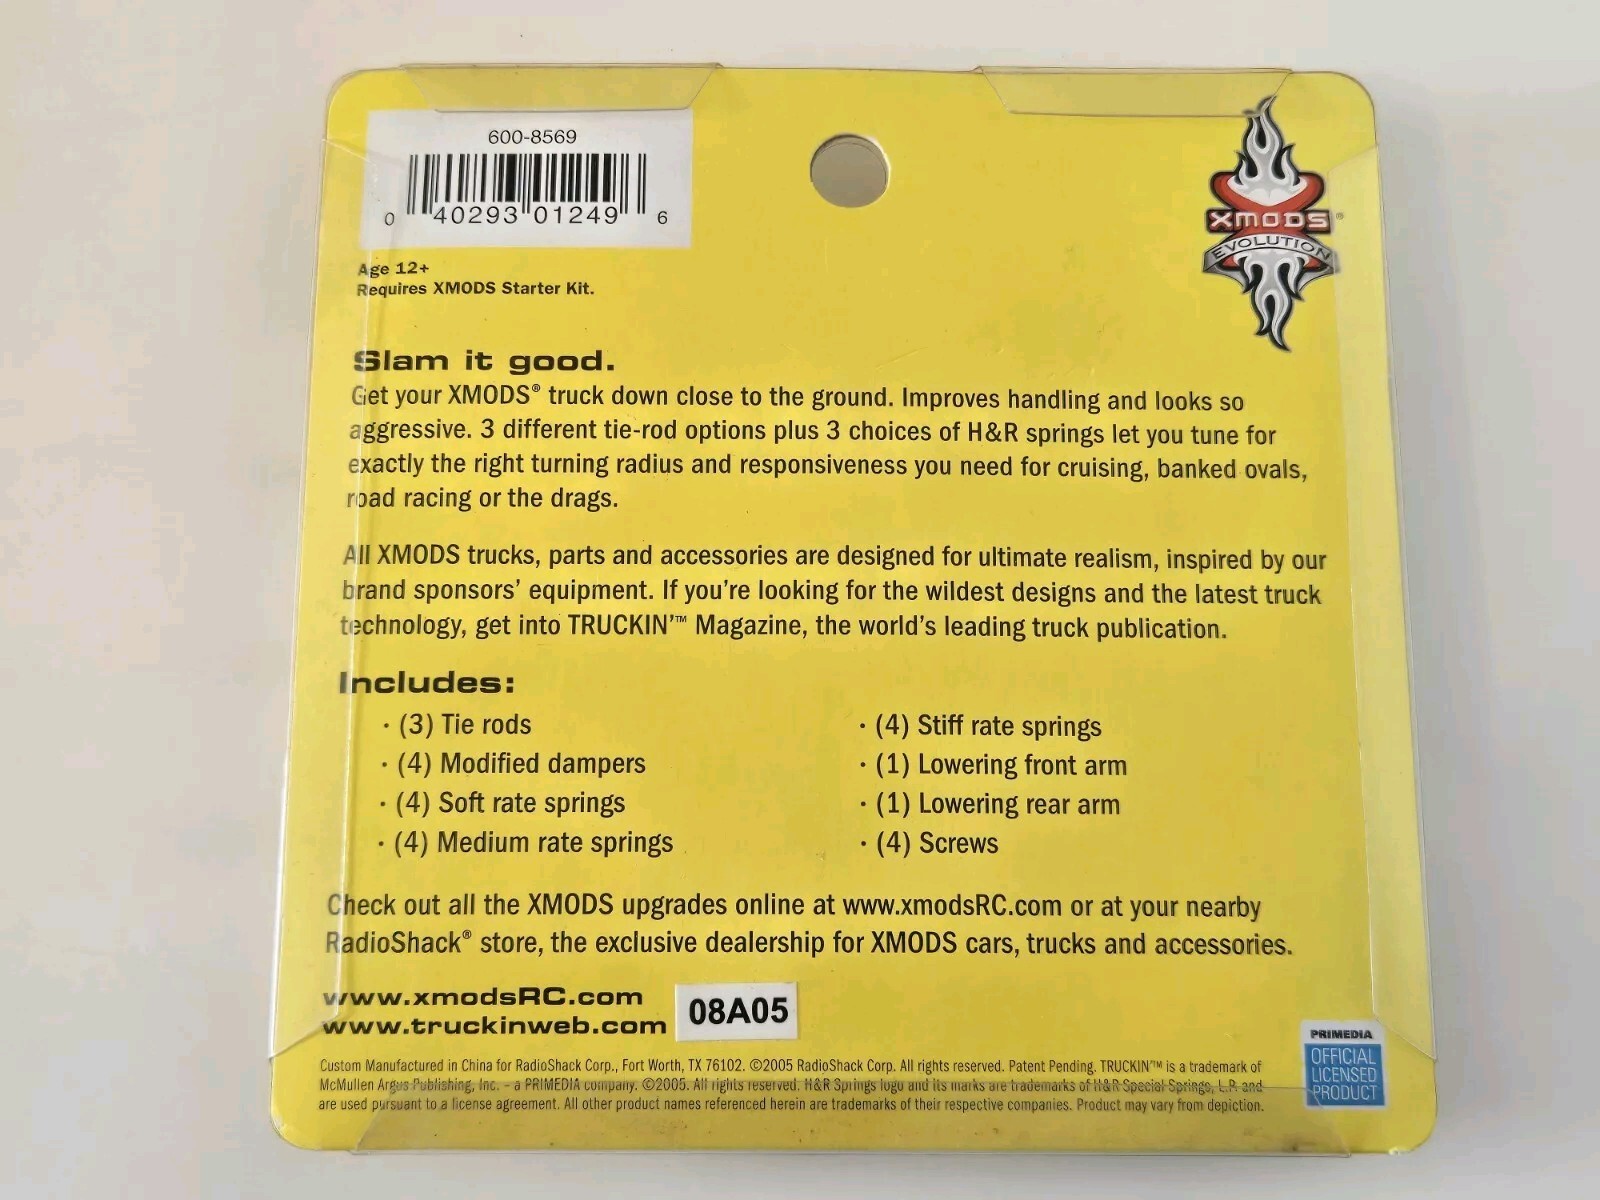 600-8569
0 40293 01249 6
Age 12+
Requires XMODS Starter Kit.
XMODS®
EVOLUTION
Slam it good.
Get your XMODS® truck down close to the ground. Improves handling and looks so
aggressive. 3 different tie-rod options plus 3 choices of H&R springs let you tune for
exactly the right turning radius and responsiveness you need for cruising, banked ovals,
road racing or the drags.
All XMODS trucks, parts and accessories are designed for ultimate realism, inspired by our
brand sponsors' equipment. If you're looking for the wildest designs and the latest truck
technology, get into TRUCKIN'™ Magazine, the world's leading truck publication.
Includes:
· (3) Tie rods
· (4) Modified dampers
· (4) Soft rate springs
· (4) Medium rate springs
· (4) Stiff rate springs
· (1) Lowering front arm
· (1) Lowering rear arm
· (4) Screws
Check out all the XMODS upgrades online at www.xmodsRC.com or at your nearby
RadioShack® store, the exclusive dealership for XMODS cars, trucks and accessories.
www.xmodsRC.com
www.truckinweb.com
08A05
Custom Manufactured in China for RadioShack Corp., Fort Worth, TX 76102. ©2005 RadioShack Corp. All rights reserved. Patent Pending. TRUCKIN'™ is a trademark of
McMullen Argus Publishing, Inc. – a PRIMEDIA company. ©2005. All rights reserved. H&R Springs logo and its marks are trademarks of H&R Special Springs, L.P. and
are used pursuant to a license agreement. All other product names referenced herein are trademarks of their respective companies. Product may vary from depiction.
PRIMEDIA
OFFICIAL
LICENSED
PRODUCT